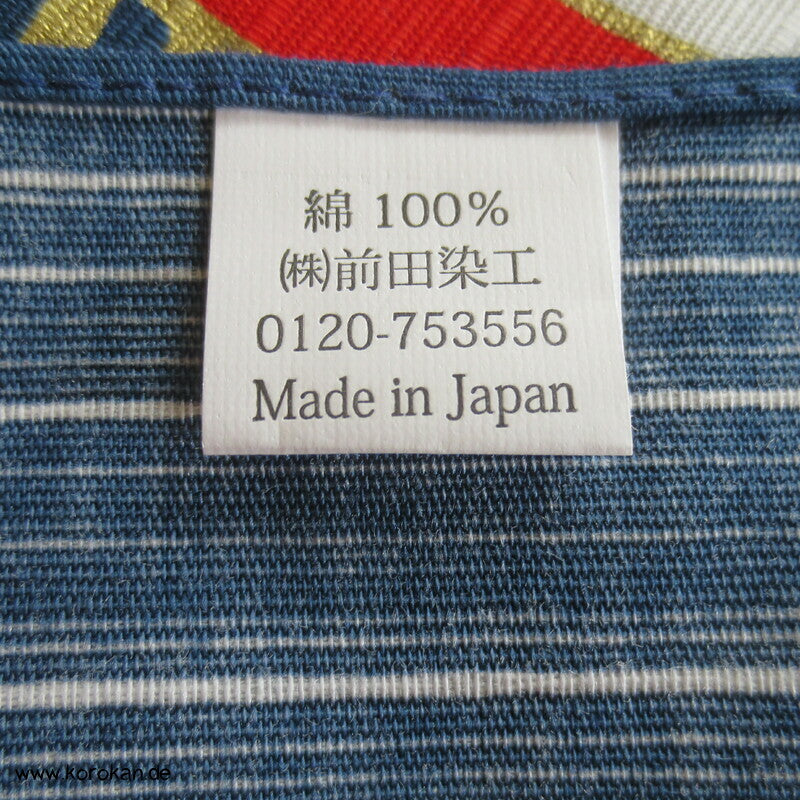 綿 100%
㈱前田染工
0120-753556
Made in Japan
www.korokan.de